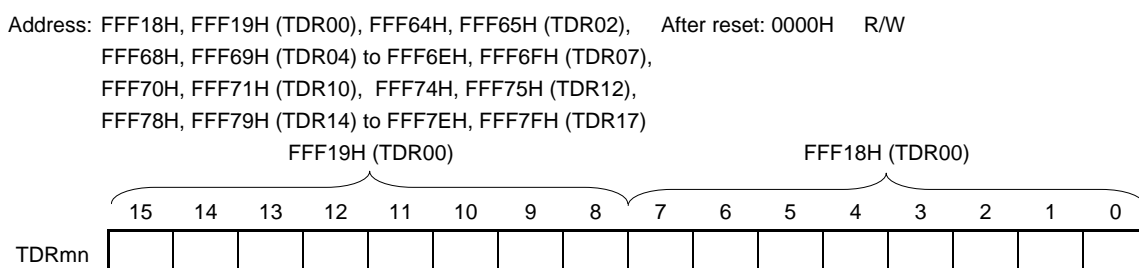 Address: FFF18H, FFF19H (TDR00), FFF64H, FFF65H (TDR02), After reset: 0000H R/W
FFF68H, FFF69H (TDR04) to FFF6EH, FFF6FH (TDR07),
FFF70H, FFF71H (TDR10), FFF74H, FFF75H (TDR12),
FFF78H, FFF79H (TDR14) to FFF7EH, FFF7FH (TDR17)
FFF19H (TDR00) FFF18H (TDR00)
15 14 13 12 11 10 9 8 7 6 5 4 3 2 1 0
TDRmn